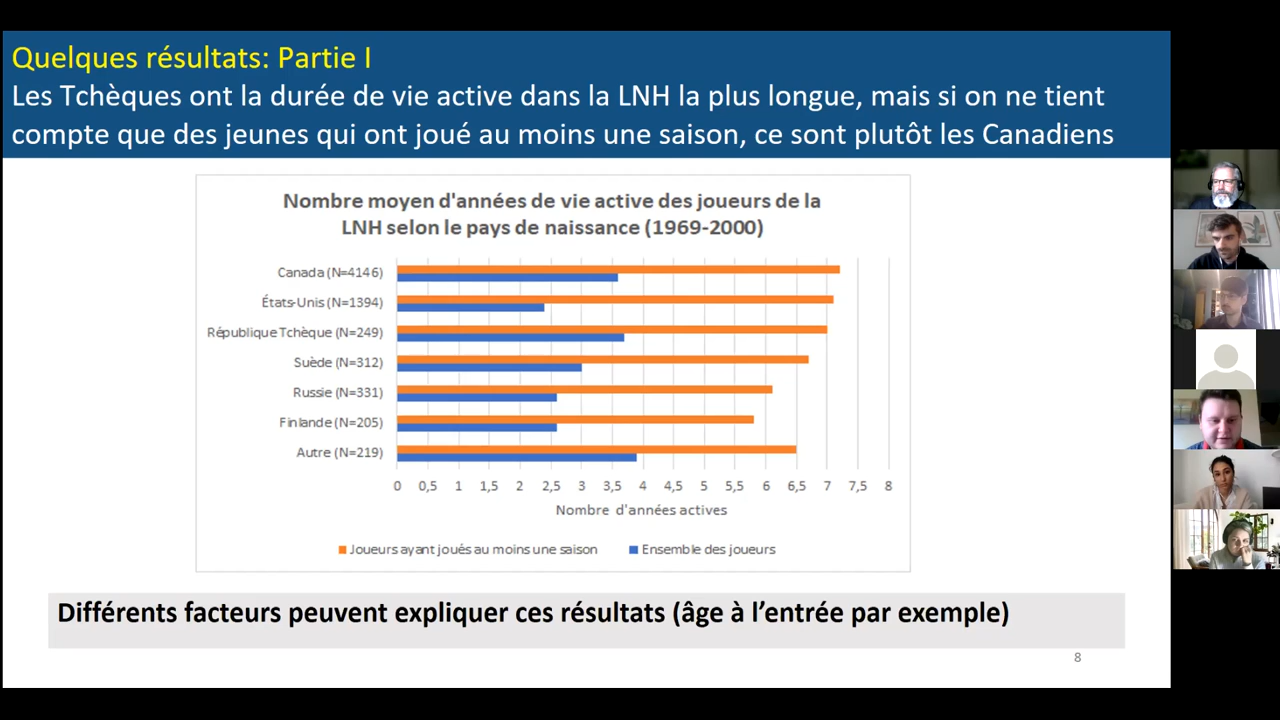 Quelques résultats: Partie I
Les Tchèques ont la durée de vie active dans la LNH la plus longue, mais si on ne tient
compte que des jeunes qui ont joué au moins une saison, ce sont plutôt les Canadiens
Nombre moyen d'années de vie active des joueurs de la
LNH selon le pays de naissance (1969-2000)
Canada (N=4146)
États-Unis (N=1394)
République Tchèque (N=249)
Suède (N=312)
Russie (N=331)
Finlande (N=205)
Autre (N=219)
0 0,5 1 1,5 2 2,5 3 3,5 4 4,5 5 5,5 6 6,5 7 7,5 8
Nombre d'années actives
Joueurs ayant joués au moins une saison Ensemble des joueurs
Différents facteurs peuvent expliquer ces résultats (âge à l’entrée par exemple)
8